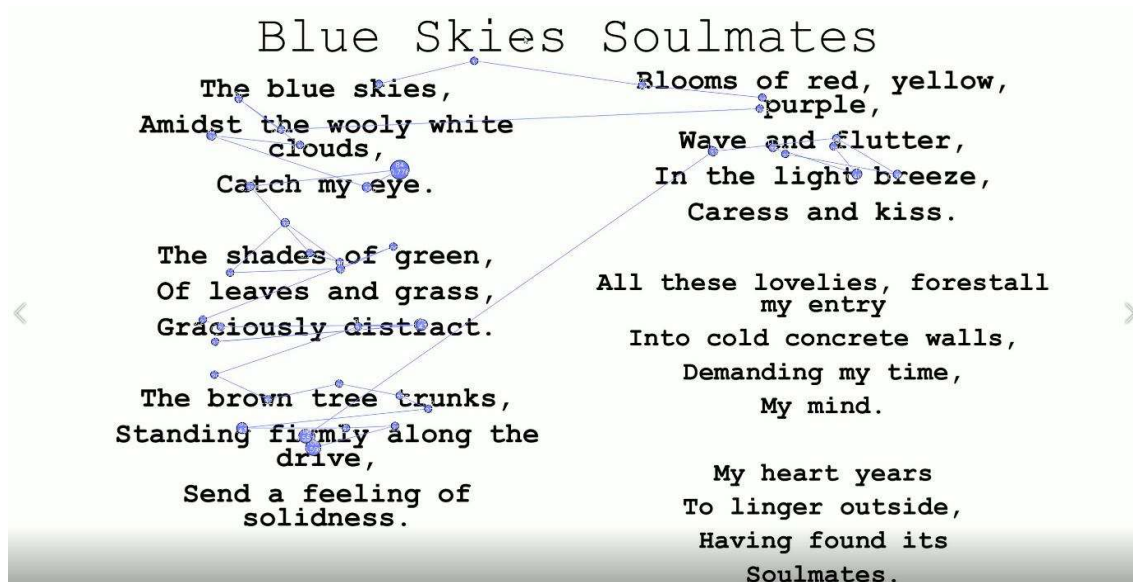 Blue Skies Soulmates
The blue skies,
Amidst the wooly white
clouds,
Catch my eye.
The shades of green,
Of leaves and grass,
Graciously distract.
The brown tree trunks,
Standing firmly along the
drive,
Send a feeling of
solidness.
Blooms of red, yellow,
purple,
Wave and flutter,
In the light breeze,
Caress and kiss.
All these lovelies, forestall
my entry
Into cold concrete walls,
Demanding my time,
My mind.
My heart years
To linger outside,
Having found its
Soulmates.